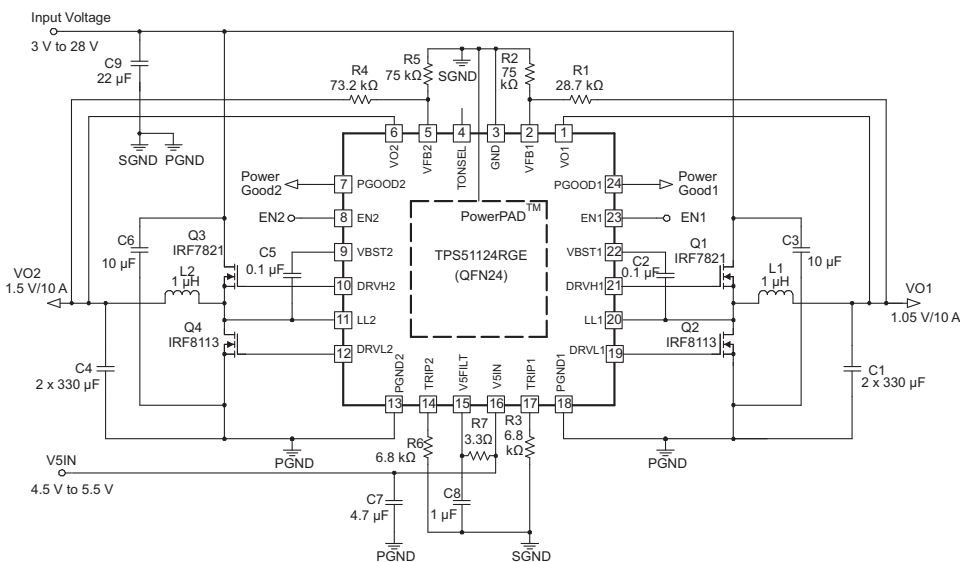 Input Voltage
3 V to 28 V
C9
22 µF
SGND
PGND
R4
73.2 kΩ
R5
75 kΩ
SGND
R2
75
kΩ
R1
28.7 kΩ
6
5
4
3
2
1
VO2
VFB2
TONSEL
GND
VFB1
VO1
Power
Good2
7
PGOOD2
PGOOD1
24
Power
Good1
EN2
8
EN2
EN1
23
EN1
PowerPAD™
TPS51124RGE
(QFN24)
C6
10 µF
Q3
IRF7821
C5
0.1 µF
9
VBST2
VBST1
22
C2
0.1 µF
Q1
IRF7821
C3
10 µF
VO2
1.5 V/10 A
L2
1 µH
10
DRVH2
DRVH1
21
L1
1 µH
VO1
1.05 V/10 A
11
LL2
LL1
20
Q4
IRF8113
Q2
IRF8113
12
DRVL2
DRVL1
19
C4
2 x 330 µF
C1
2 x 330 µF
PGND2
TRIP2
V5FILT
V5IN
TRIP1
PGND1
13
14
15
16
17
18
R6
6.8 kΩ
R7
3.3Ω
R3
6.8
kΩ
PGND
PGND
V5IN
4.5 V to 5.5 V
C7
4.7 µF
C8
1 µF
PGND
SGND